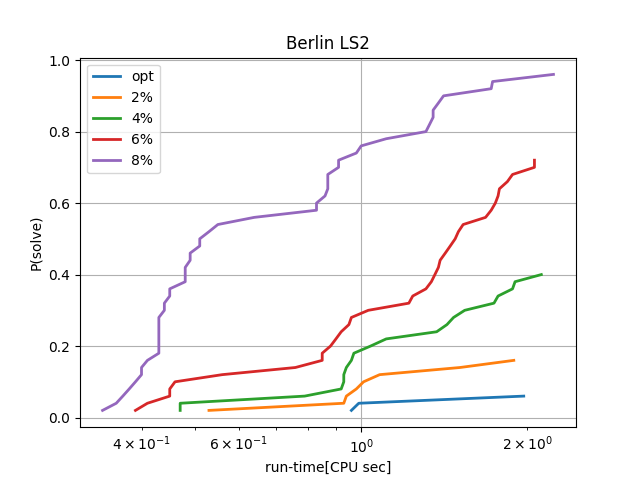 Berlin LS2
opt
2%
4%
6%
8%
P(solve)
1.0
0.8
0.6
0.4
0.2
0.0
4 × 10⁻¹
6 × 10⁻¹
10⁰
2 × 10⁰
run-time[CPU sec]